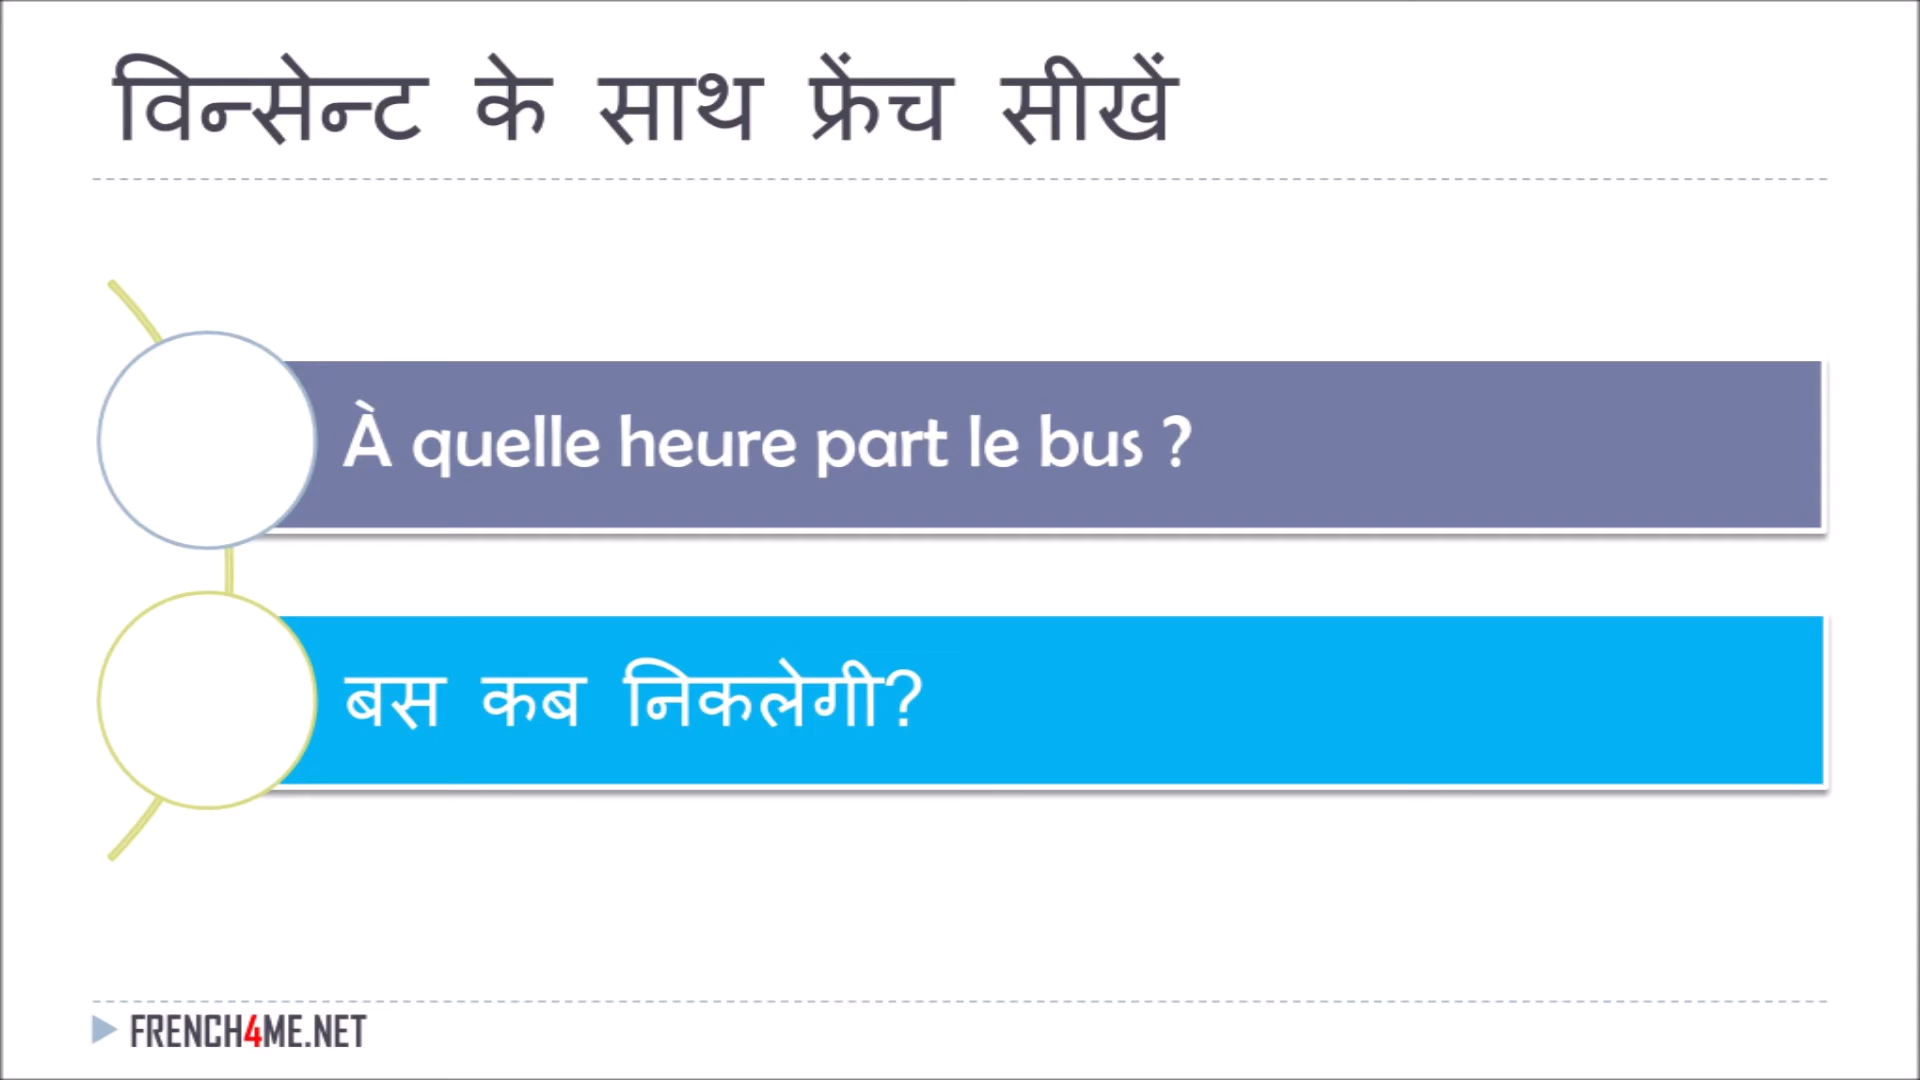 विन्सेन्ट के साथ फ्रेंच सीखें
À quelle heure part le bus ?
बस कब निकलेगी?
FRENCH4ME.NET